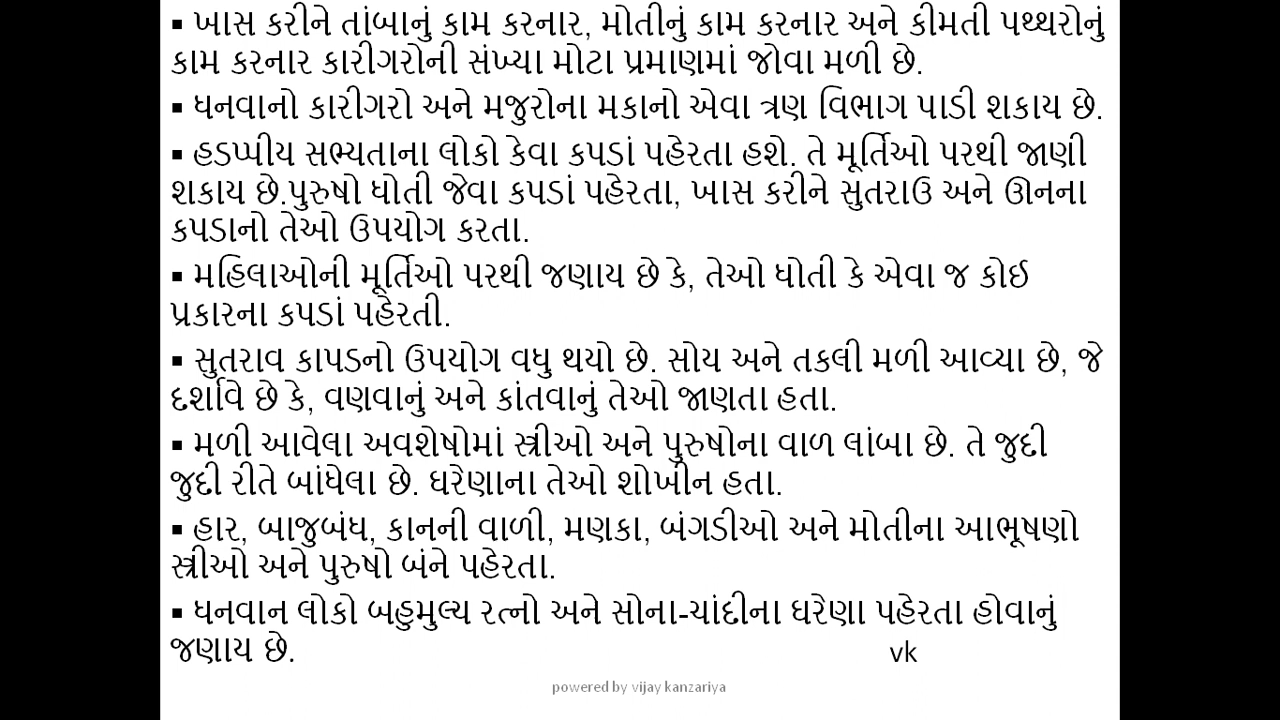 ▪ ખાસ કરીને તાંબાનું કામ કરનાર, મોતીનું કામ કરનાર અને કીમતી પથ્થરોનું
કામ કરનાર કારીગરોની સંખ્યા મોટા પ્રમાણમાં જોવા મળી છે.
▪ ધનવાનો કારીગરો અને મજુરોના મકાનો એવા ત્રણ વિભાગ પાડી શકાય છે.
▪ હડપ્પીય સભ્યતાના લોકો કેવા કપડાં પહેરતા હશે. તે મૂર્તિઓ પરથી જાણી
શકાય છે.પુરુષો ધોતી જેવા કપડાં પહેરતા, ખાસ કરીને સુતરાઉ અને ઊનના
કપડાનો તેઓ ઉપયોગ કરતા.
▪ મહિલાઓની મૂર્તિઓ પરથી જણાય છે કે, તેઓ ધોતી કે એવા જ કોઈ
પ્રકારના કપડાં પહેરતી.
▪ સુતરાવ કાપડનો ઉપયોગ વધુ થયો છે. સોય અને તકલી મળી આવ્યા છે, જે
દર્શાવે છે કે, વણવાનું અને કાંતવાનું તેઓ જાણતા હતા.
▪ મળી આવેલા અવશેષોમાં સ્ત્રીઓ અને પુરુષોના વાળ લાંબા છે. તે જુદી
જુદી રીતે બાંધેલા છે. ઘરેણાના તેઓ શોખીન હતા.
▪ હાર, બાજુબંધ, કાનની વાળી, મણકા, બંગડીઓ અને મોતીના આભૂષણો
સ્ત્રીઓ અને પુરુષો બંને પહેરતા.
▪ ધનવાન લોકો બહુમુલ્ય રત્નો અને સોના-ચાંદીના ઘરેણા પહેરતા હોવાનું
જણાય છે. vk
powered by vijay kanzariya